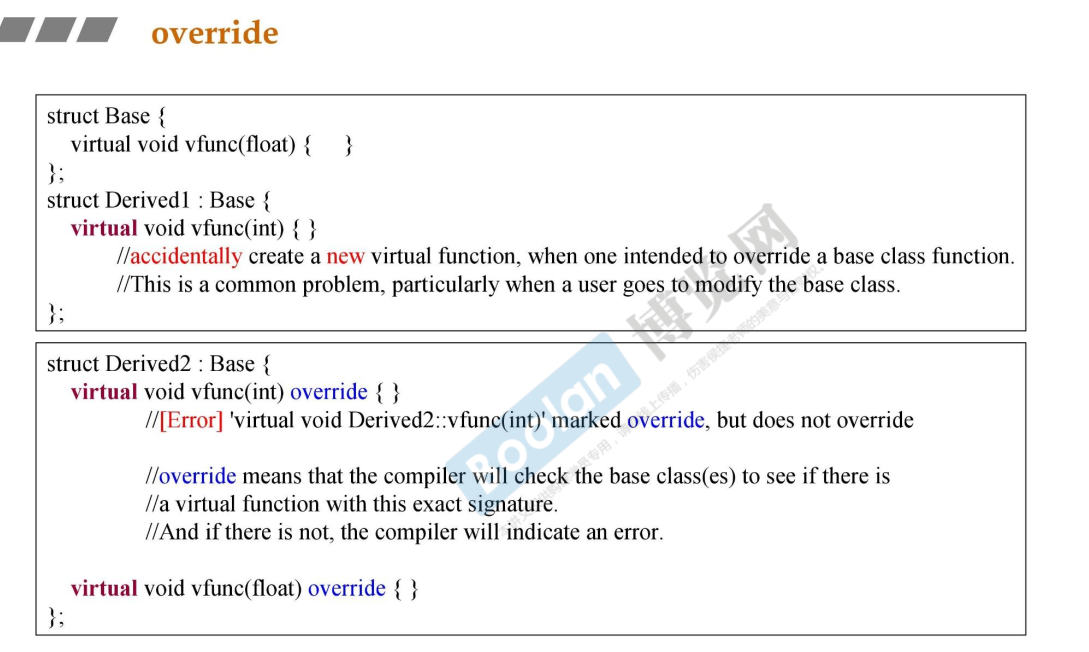 override
struct Base {
virtual void vfunc(float) { }
};
struct Derived1 : Base {
virtual void vfunc(int) { }
//accidentally create a new virtual function, when one intended to override a base class function.
//This is a common problem, particularly when a user goes to modify the base class.
};
struct Derived2 : Base {
virtual void vfunc(int) override { }
//[Error] 'virtual void Derived2::vfunc(int)' marked override, but does not override
//override means that the compiler will check the base class(es) to see if there is
//a virtual function with this exact signature.
//And if there is not, the compiler will indicate an error.
virtual void vfunc(float) override { }
};
Boolan
博览网